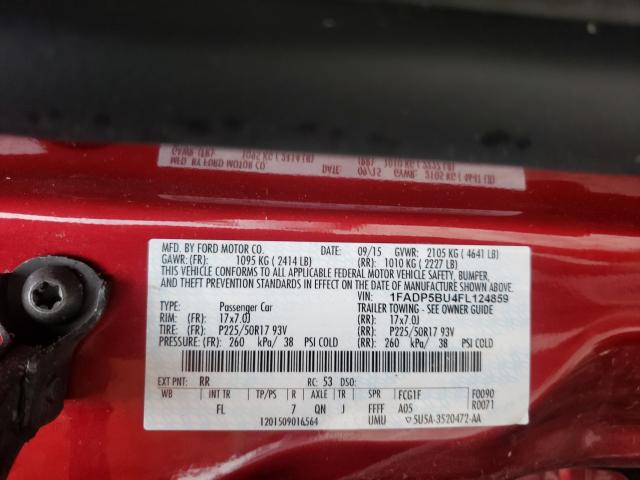 GAWR: (FR): 1095 KG ( 2414 LB)
MFD. BY FORD MOTOR CO.
MFD. BY FORD MOTOR CO. DATE: 09/15 GVWR: 2105 KG ( 4641 LB)
GAWR: (FR): 1095 KG ( 2414 LB) (RR): 1010 KG ( 2227 LB)
THIS VEHICLE CONFORMS TO ALL APPLICABLE FEDERAL MOTOR VEHICLE SAFETY, BUMPER,
AND THEFT PREVENTION STANDARDS IN EFFECT ON THE DATE OF MANUFACTURE SHOWN ABOVE.
VIN: 1FADP5BU4FL124859
TYPE: Passenger Car TRAILER TOWING - SEE OWNER GUIDE
RIM: (FR): 17x7.0J (RR): 17x7.0J
TIRE: (FR): P225/50R17 93V (RR): P225/50R17 93V
PRESSURE: (FR): 260 kPa/ 38 PSI COLD (RR): 260 kPa/ 38 PSI COLD
EXT PNT: RR RC: 53 DSO:
WB INT TR TP/PS R AXLE TR SPR FCG1F F0090
FL 7 QN J FFFF A05 R0071
1201509016564 UMU 5U5A-3520472-AA